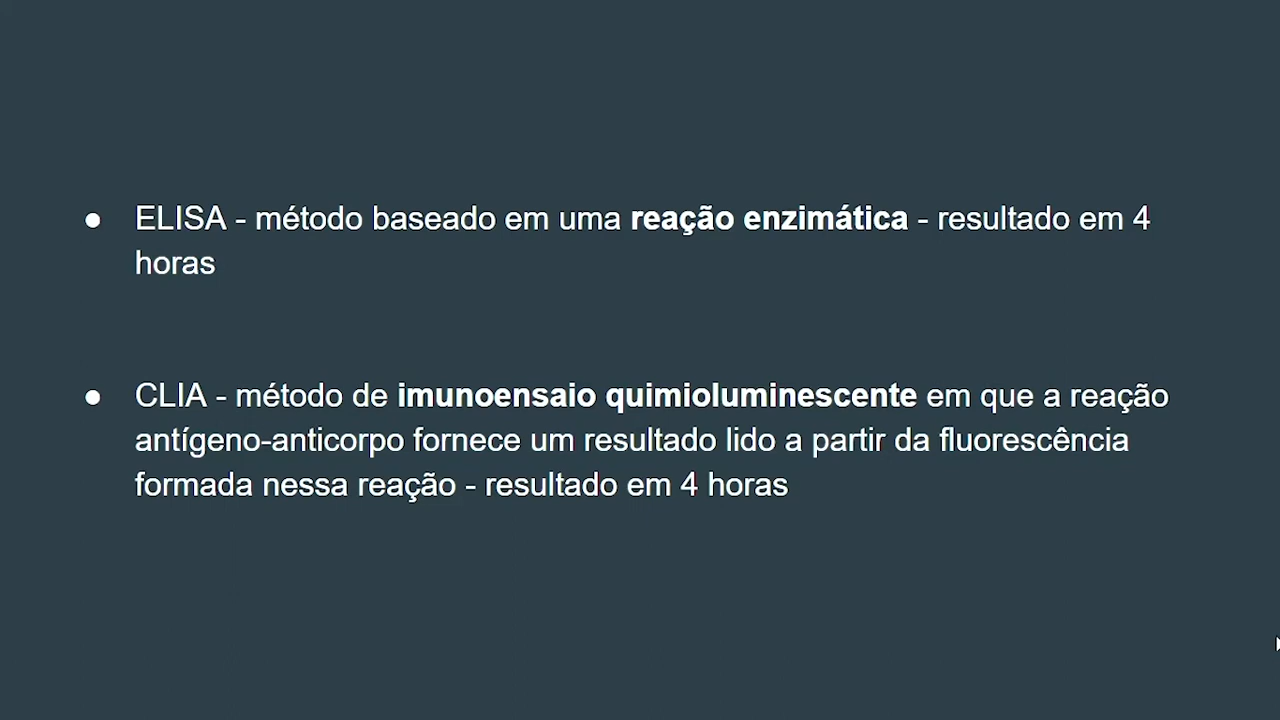 ● ELISA - método baseado em uma reação enzimática - resultado em 4
horas
● CLIA - método de imunoensaio quimioluminescente em que a reação
antígeno-anticorpo fornece um resultado lido a partir da fluorescência
formada nessa reação - resultado em 4 horas